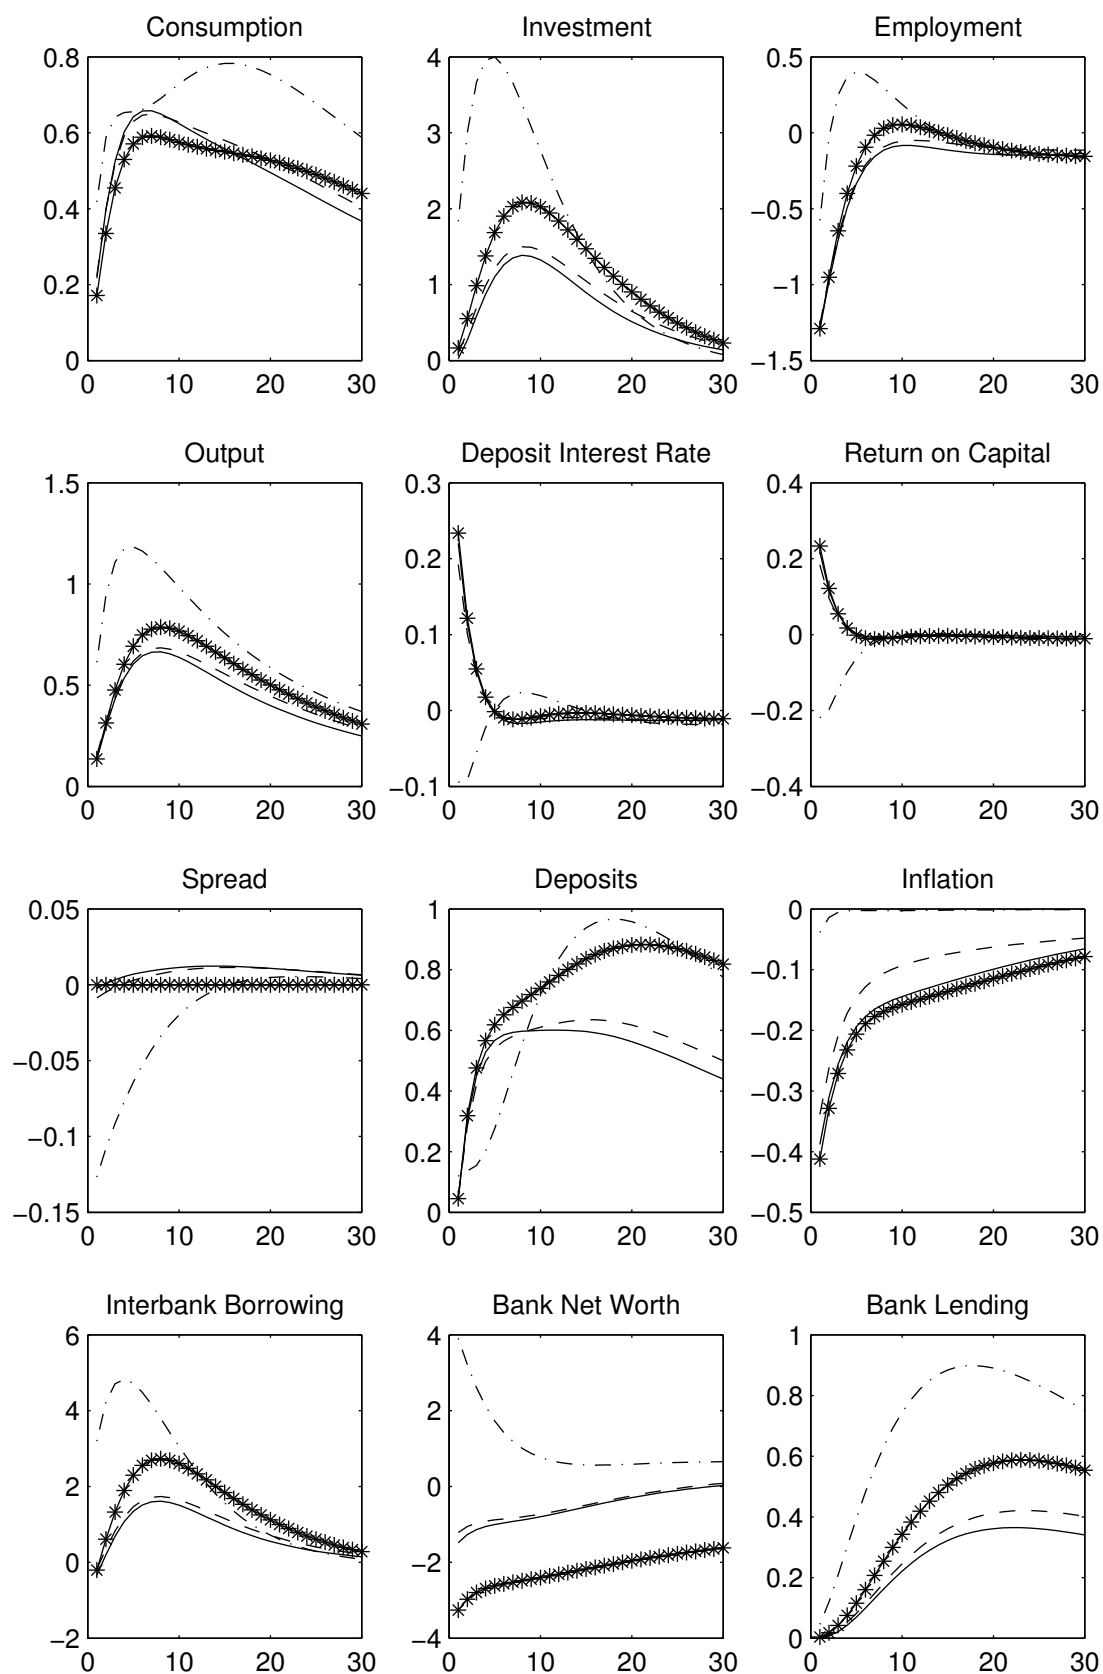 Consumption
0.8
0.6
0.4
0.2
0
0 10 20 30
Investment
4
3
2
1
0
0 10 20 30
Employment
0.5
0
−0.5
−1
−1.5
0 10 20 30
Output
1.5
1
0.5
0
0 10 20 30
Deposit Interest Rate
0.3
0.2
0.1
0
−0.1
0 10 20 30
Return on Capital
0.4
0.2
0
−0.2
−0.4
0 10 20 30
Spread
0.05
0
−0.05
−0.1
−0.15
0 10 20 30
Deposits
1
0.8
0.6
0.4
0.2
0
0 10 20 30
Inflation
0
−0.1
−0.2
−0.3
−0.4
−0.5
0 10 20 30
Interbank Borrowing
6
4
2
0
−2
0 10 20 30
Bank Net Worth
4
2
0
−2
−4
0 10 20 30
Bank Lending
1
0.8
0.6
0.4
0.2
0
0 10 20 30